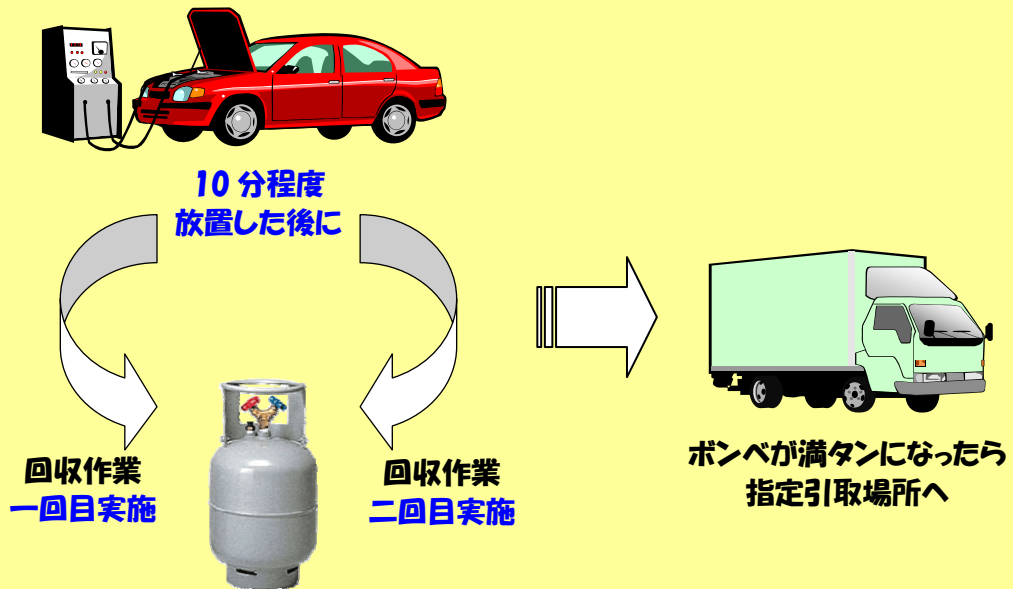 10分程度
放置した後に
回収作業
一回目実施
回収作業
二回目実施
ボンベが満タンになったら
指定引取場所へ